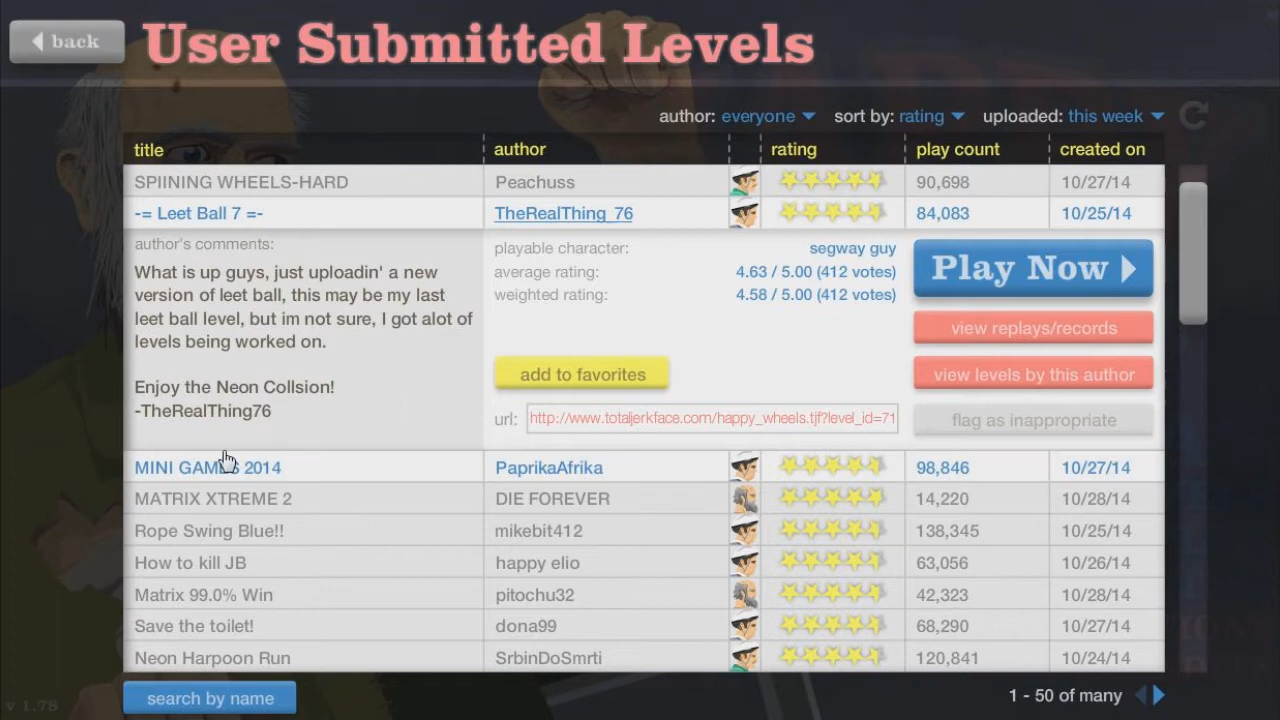 back
User Submitted Levels
author: everyone sort by: rating uploaded: this week
title author rating play count created on
SPIINING WHEELS-HARD Peachuss 90,698 10/27/14
-= Leet Ball 7 =- TheRealThing_76 84,083 10/25/14
author's comments:
What is up guys, just uploadin' a new
version of leet ball, this may be my last
leet ball level, but im not sure, I got alot of
levels being worked on.
Enjoy the Neon Collsion!
-TheRealThing76
playable character: segway guy
average rating: 4.63 / 5.00 (412 votes)
weighted rating: 4.58 / 5.00 (412 votes)
add to favorites
url: http://www.totaljerkface.com/happy_wheels.tjf?level_id=71
Play Now
view replays/records
view levels by this author
flag as inappropriate
MINI GAMES 2014 PaprikaAfrika 98,846 10/27/14
MATRIX XTREME 2 DIE FOREVER 14,220 10/28/14
Rope Swing Blue!! mikebit412 138,345 10/25/14
How to kill JB happy elio 63,056 10/26/14
Matrix 99.0% Win pitochu32 42,323 10/28/14
Save the toilet! dona99 68,290 10/27/14
Neon Harpoon Run SrbinDoSmrti 120,841 10/24/14
search by name 1 - 50 of many
v 1.78